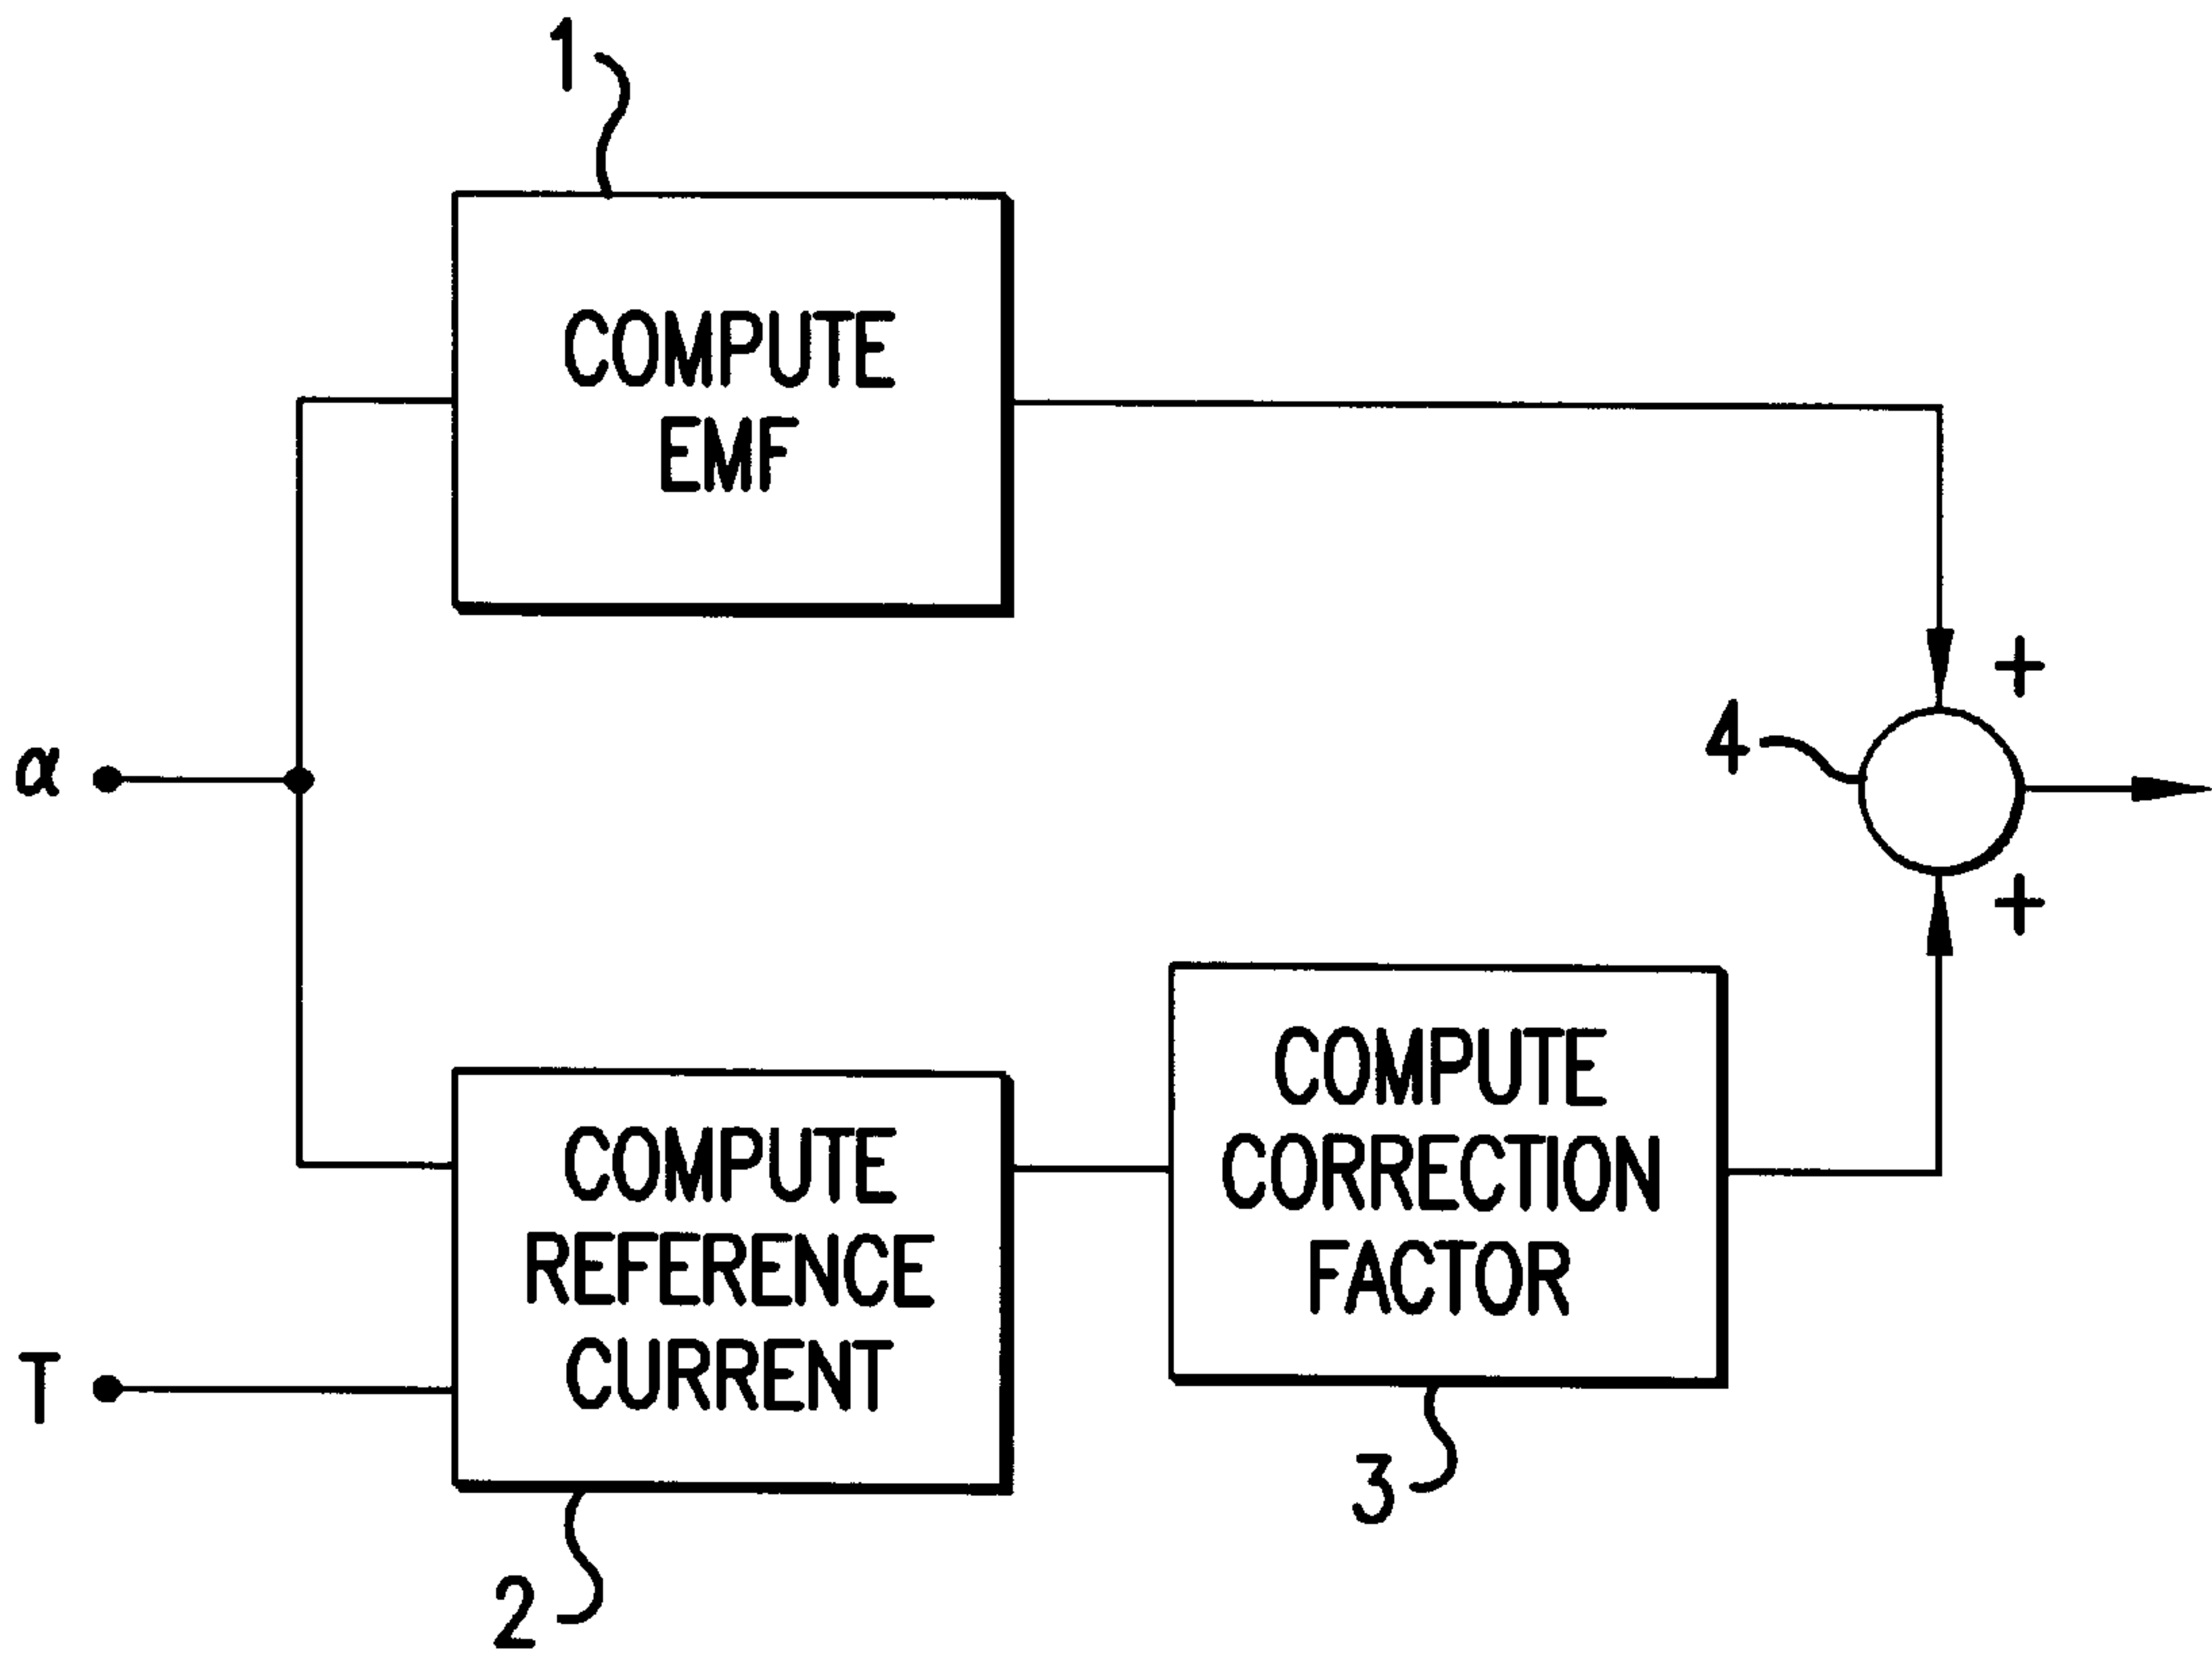 1
COMPUTE
EMF
+
4
α
+
COMPUTE
CORRECTION
FACTOR
COMPUTE
REFERENCE
CURRENT
T
3
2